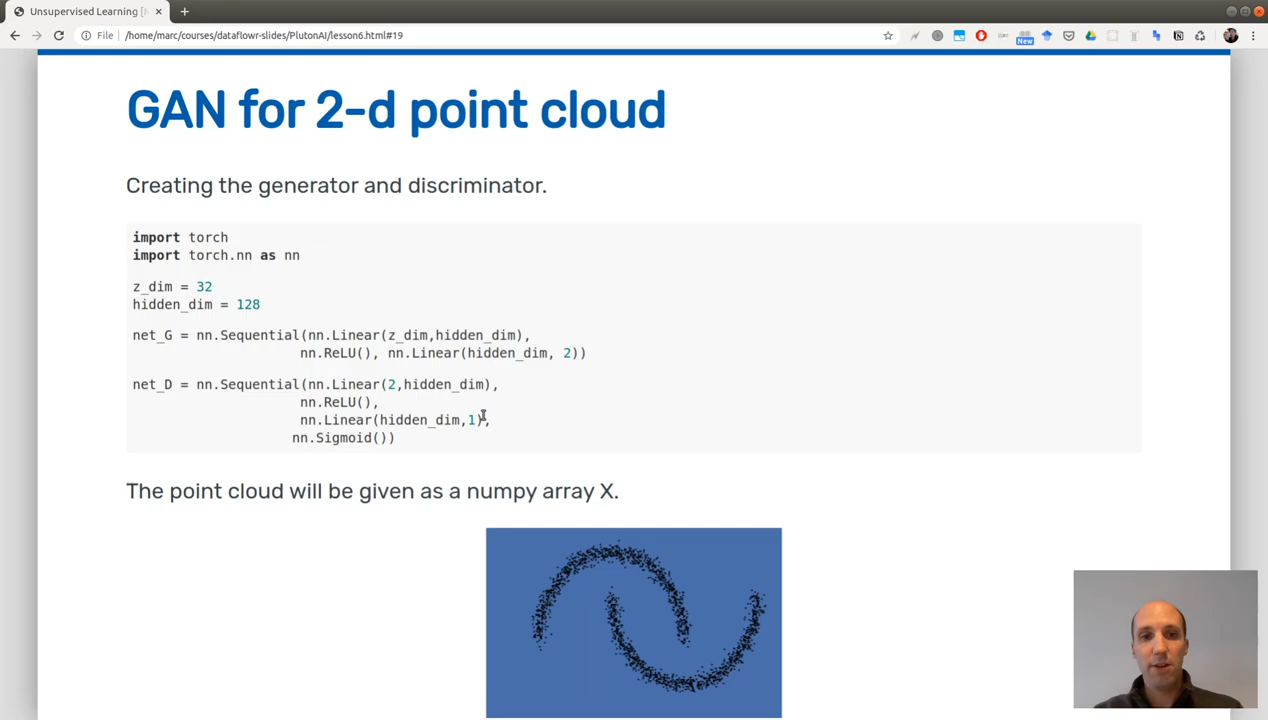 Unsupervised Learning [
File /home/marc/courses/dataflowr-slides/PlutonAI/lesson6.html#19
New
GAN for 2-d point cloud
Creating the generator and discriminator.
import torch
import torch.nn as nn
z_dim = 32
hidden_dim = 128
net_G = nn.Sequential(nn.Linear(z_dim,hidden_dim),
nn.ReLU(), nn.Linear(hidden_dim, 2))
net_D = nn.Sequential(nn.Linear(2,hidden_dim),
nn.ReLU(),
nn.Linear(hidden_dim,1),
nn.Sigmoid())
The point cloud will be given as a numpy array X.